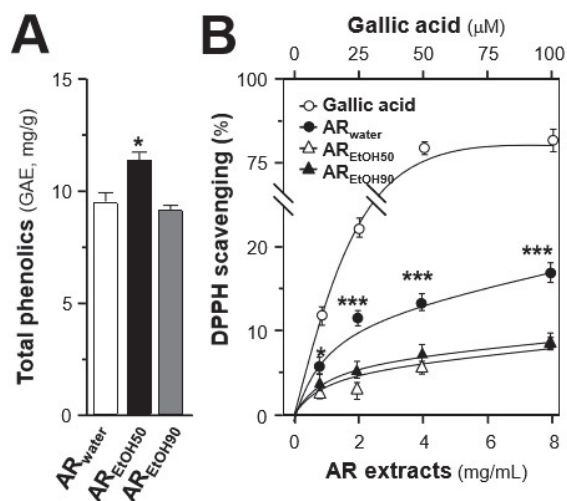 A
Total phenolics (GAE, mg/g)
15
10
5
0
*
ARwater
AREtOH50
AREtOH90
B
Gallic acid (μM)
0 25 50 100
DPPH scavenging (%)
100
75
20
10
0
Gallic acid
ARwater
AREtOH50
AREtOH90
*
***
***
***
0 2 4 6 8
AR extracts (mg/mL)